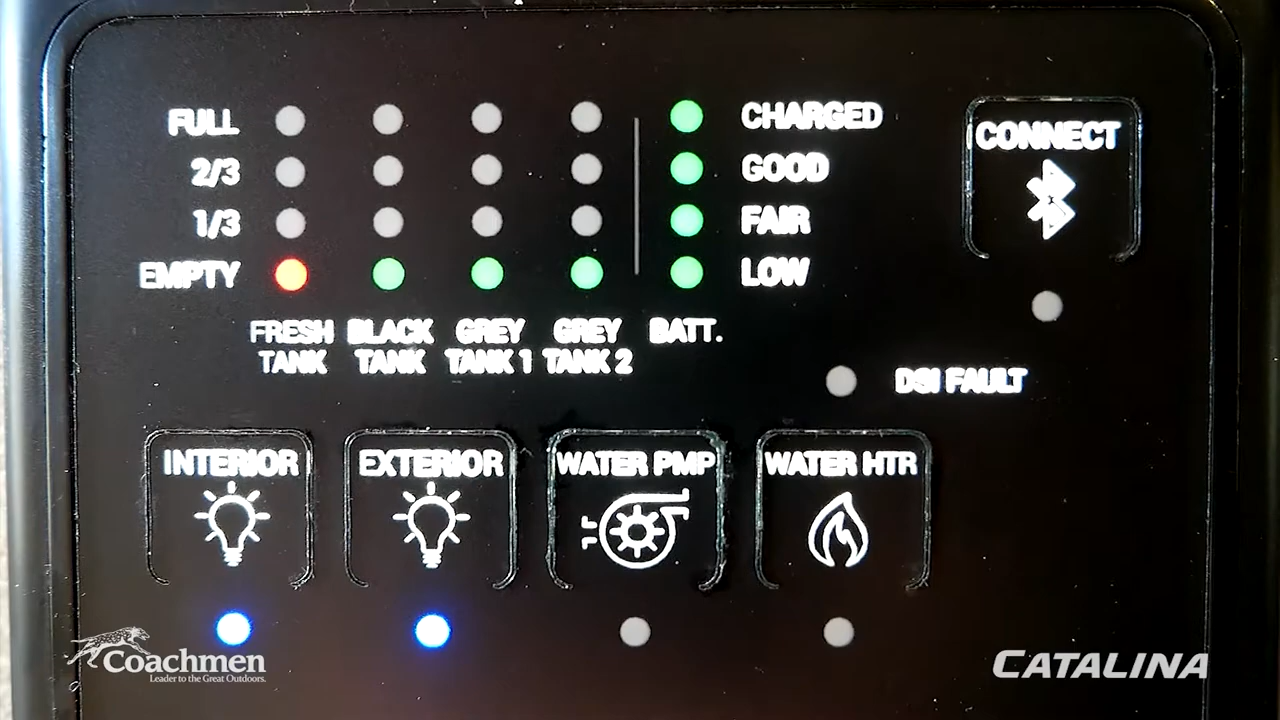 FULL
2/3
1/3
EMPTY
CHARGED
GOOD
FAIR
LOW
CONNECT
FRESH TANK
BLACK TANK
GREY TANK 1
GREY TANK 2
BATT.
DSI FAULT
INTERIOR
EXTERIOR
WATER PMP
WATER HTR
Coachmen
Leader to the Great Outdoors.
CATALINA